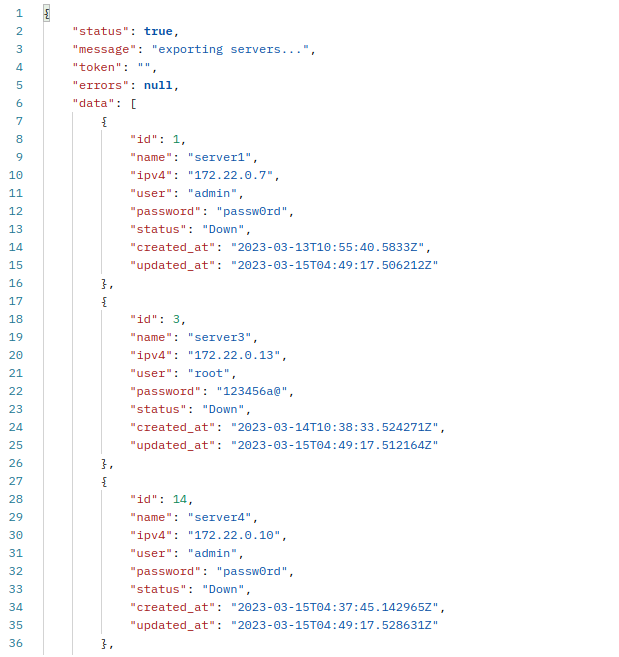 1 {
2 "status": true,
3 "message": "exporting servers...",
4 "token": "",
5 "errors": null,
6 "data": [
7 {
8 "id": 1,
9 "name": "server1",
10 "ipv4": "172.22.0.7",
11 "user": "admin",
12 "password": "passw0rd",
13 "status": "Down",
14 "created_at": "2023-03-13T10:55:40.5833Z",
15 "updated_at": "2023-03-15T04:49:17.506212Z"
16 },
17 {
18 "id": 3,
19 "name": "server3",
20 "ipv4": "172.22.0.13",
21 "user": "root",
22 "password": "123456a@",
23 "status": "Down",
24 "created_at": "2023-03-14T10:38:33.524271Z",
25 "updated_at": "2023-03-15T04:49:17.512164Z"
26 },
27 {
28 "id": 14,
29 "name": "server4",
30 "ipv4": "172.22.0.10",
31 "user": "admin",
32 "password": "passw0rd",
33 "status": "Down",
34 "created_at": "2023-03-15T04:37:45.142965Z",
35 "updated_at": "2023-03-15T04:49:17.528631Z"
36 },